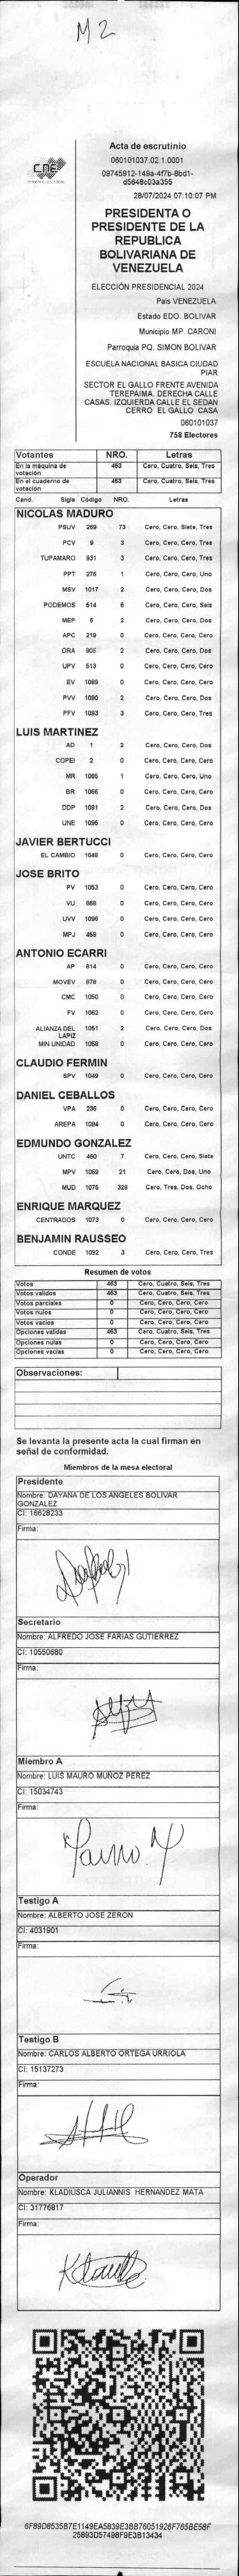 M 2
Acta de escrutinio
060101037.02.1.0001
09745912-149a-4f7b-8bd1-
d5648c03a355
28/07/2024 07:10:07 PM
CNE
PRESIDENTA O
PRESIDENTE DE LA
REPUBLICA
BOLIVARIANA DE
VENEZUELA
ELECCIÓN PRESIDENCIAL 2024
Pais VENEZUELA
Estado EDO. BOLIVAR
Municipio MP. CARONI
Parroquia PQ. SIMON BOLIVAR
ESCUELA NACIONAL BASICA CIUDAD
PIAR
SECTOR EL GALLO FRENTE AVENIDA
TEREPAIMA. DERECHA CALLE
CASAS. IZQUIERDA CALLE EL SEDAN
CERRO EL GALLO CASA
060101037
758 Electores
Votantes NRO. Letras
En la máquina de votación 463 Cero, Cuatro, Seis, Tres
En el cuaderno de votación 463 Cero, Cuatro, Seis, Tres
Cand. Sigla Código NRO. Letras
NICOLAS MADURO
PSUV 269 73 Cero, Cero, Siete, Tres
PCV 9 3 Cero, Cero, Cero, Tres
TUPAMARO 931 3 Cero, Cero, Cero, Tres
PPT 276 1 Cero, Cero, Cero, Uno
MSV 1017 2 Cero, Cero, Cero, Dos
PODEMOS 514 6 Cero, Cero, Cero, Seis
MEP 6 2 Cero, Cero, Cero, Dos
APC 219 0 Cero, Cero, Cero, Cero
ORA 906 2 Cero, Cero, Cero, Dos
UPV 513 0 Cero, Cero, Cero, Cero
EV 1089 0 Cero, Cero, Cero, Cero
PVV 1090 2 Cero, Cero, Cero, Dos
PFV 1093 3 Cero, Cero, Cero, Tres
LUIS MARTINEZ
AD 1 2 Cero, Cero, Cero, Dos
COPEI 2 0 Cero, Cero, Cero, Cero
MR 1065 1 Cero, Cero, Cero, Uno
BR 1066 0 Cero, Cero, Cero, Cero
DDP 1091 2 Cero, Cero, Cero, Dos
UNE 1095 0 Cero, Cero, Cero, Cero
JAVIER BERTUCCI
EL CAMBIO 1048 0 Cero, Cero, Cero, Cero
JOSE BRITO
PV 1053 0 Cero, Cero, Cero, Cero
VU 868 0 Cero, Cero, Cero, Cero
UVV 1096 0 Cero, Cero, Cero, Cero
MPJ 458 0 Cero, Cero, Cero, Cero
ANTONIO ECARRI
AP 814 0 Cero, Cero, Cero, Cero
MOVEV 878 0 Cero, Cero, Cero, Cero
CMC 1050 0 Cero, Cero, Cero, Cero
FV 1062 0 Cero, Cero, Cero, Cero
ALIANZA DEL LAPIZ 1051 2 Cero, Cero, Cero, Dos
MIN UNIDAD 1068 0 Cero, Cero, Cero, Cero
CLAUDIO FERMIN
SPV 1049 0 Cero, Cero, Cero, Cero
DANIEL CEBALLOS
VPA 236 0 Cero, Cero, Cero, Cero
AREPA 1094 0 Cero, Cero, Cero, Cero
EDMUNDO GONZALEZ
UNTC 460 7 Cero, Cero, Cero, Siete
MPV 1069 21 Cero, Cero, Dos, Uno
MUD 1075 328 Cero, Tres, Dos, Ocho
ENRIQUE MARQUEZ
CENTRADOS 1073 0 Cero, Cero, Cero, Cero
BENJAMIN RAUSSEO
CONDE 1092 3 Cero, Cero, Cero, Tres
Resumen de votos
Votos 463 Cero, Cuatro, Seis, Tres
Votos validos 463 Cero, Cuatro, Seis, Tres
Votos parciales 0 Cero, Cero, Cero, Cero
Votos nulos 0 Cero, Cero, Cero, Cero
Votos vacios 0 Cero, Cero, Cero, Cero
Opciones validas 463 Cero, Cuatro, Seis, Tres
Opciones nulas 0 Cero, Cero, Cero, Cero
Opciones vacias 0 Cero, Cero, Cero, Cero
Observaciones:
Se levanta la presente acta la cual firman en
señal de conformidad.
Miembros de la mesa electoral
Presidente
Nombre: DAYANA DE LOS ANGELES BOLIVAR
GONZALEZ
CI: 16628233
Firma:
Secretario
Nombre: ALFREDO JOSE FARIAS GUTIERREZ
CI: 10550680
Firma:
Miembro A
Nombre: LUIS MAURO MUÑOZ PEREZ
CI: 15034743
Firma:
Testigo A
Nombre: ALBERTO JOSE ZERON
CI: 4031901
Firma:
Testigo B
Nombre: CARLOS ALBERTO ORTEGA URRIOLA
CI: 15137273
Firma:
Operador
Nombre: KLADIUSCA JULIANNIS HERNANDEZ MATA
CI: 31776817
Firma:
6F89D8535B7E1149EA5839E3BB76051926F765BE58F
25893D57498F9E3B13434